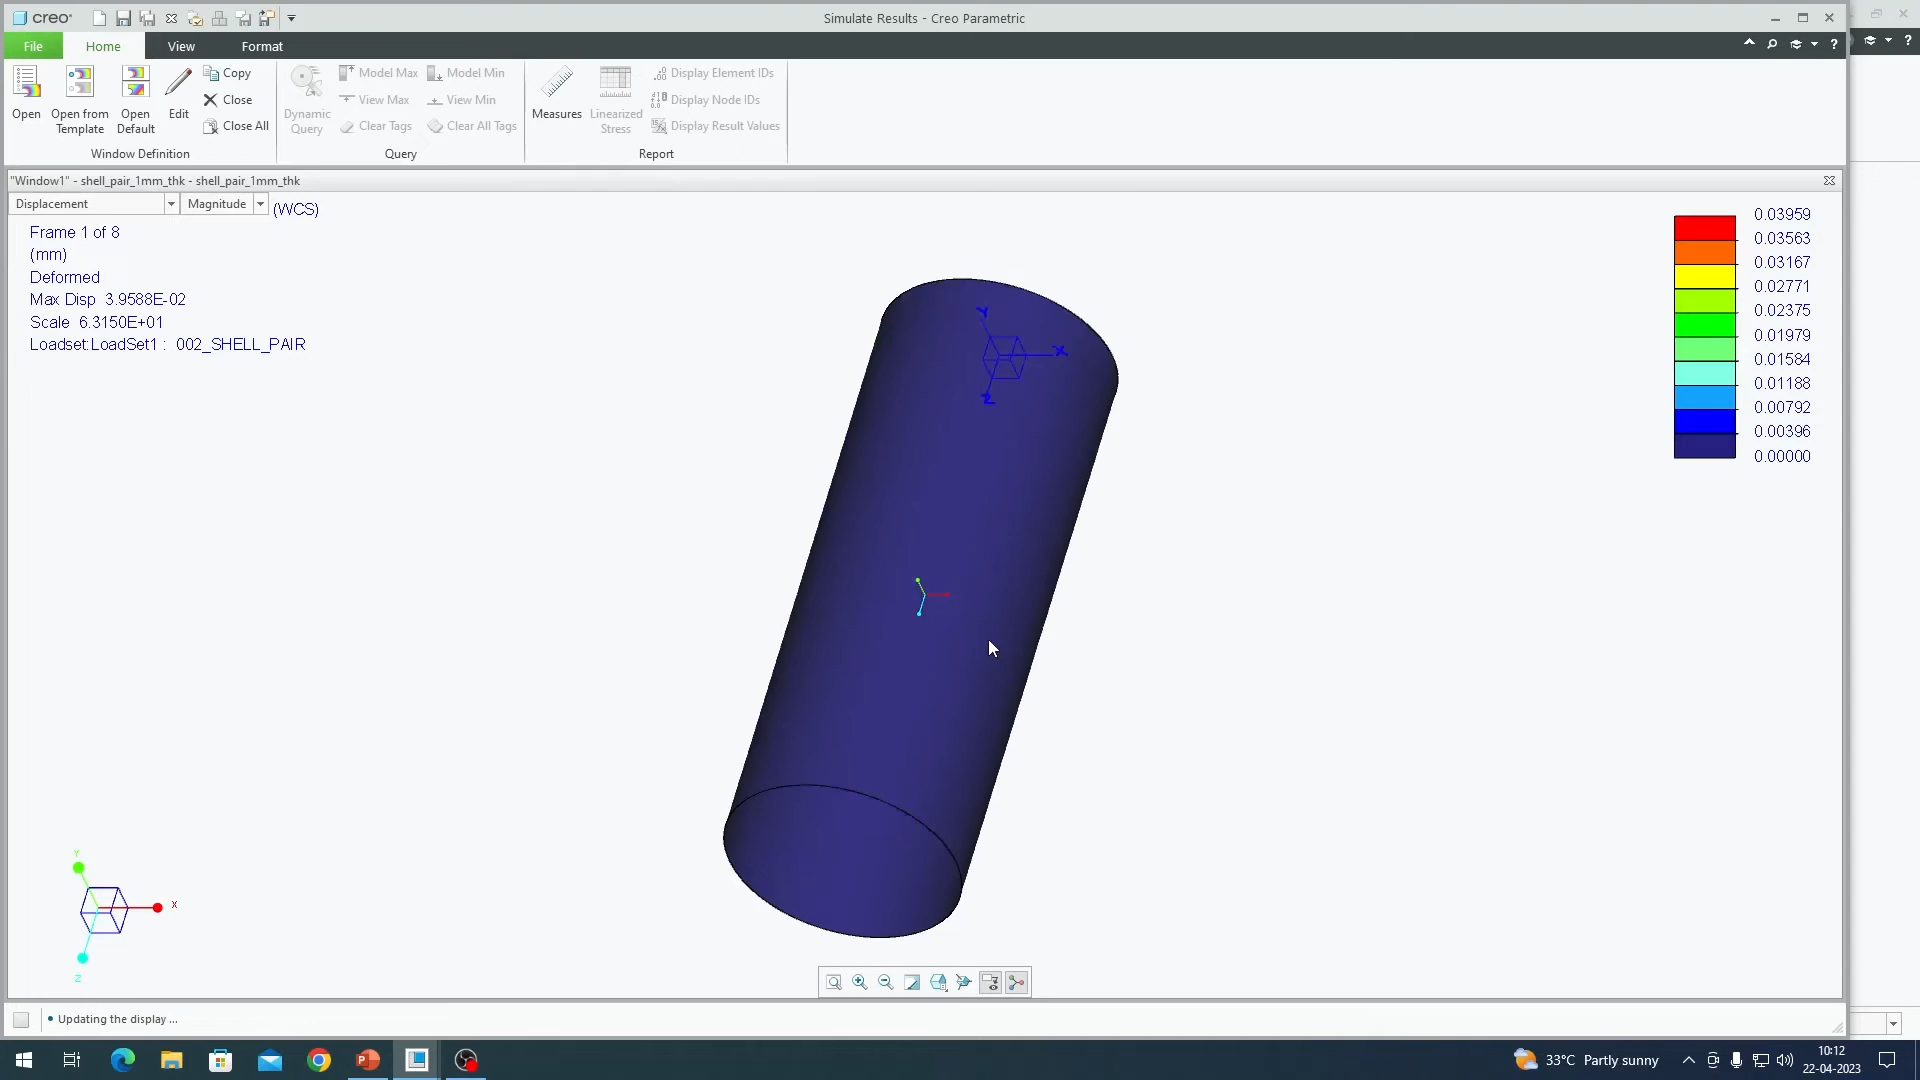 creo
Simulate Results - Creo Parametric
File
Home
View
Format
Open
Open from Template
Open Default
Edit
Copy
Close
Close All
Window Definition
Dynamic Query
Model Max
Model Min
View Max
View Min
Clear Tags
Clear All Tags
Query
Measures
Linearized Stress
Display Element IDs
Display Node IDs
Display Result Values
Report
"Window1" - shell_pair_1mm_thk - shell_pair_1mm_thk
Displacement
Magnitude
(WCS)
Frame 1 of 8
(mm)
Deformed
Max Disp 3.9588E-02
Scale 6.3150E+01
Loadset:LoadSet1 : 002_SHELL_PAIR
0.03959
0.03563
0.03167
0.02771
0.02375
0.01979
0.01584
0.01188
0.00792
0.00396
0.00000
Y
X
Z
Y
X
Z
Updating the display ...
33°C Partly sunny
10:12
22-04-2023